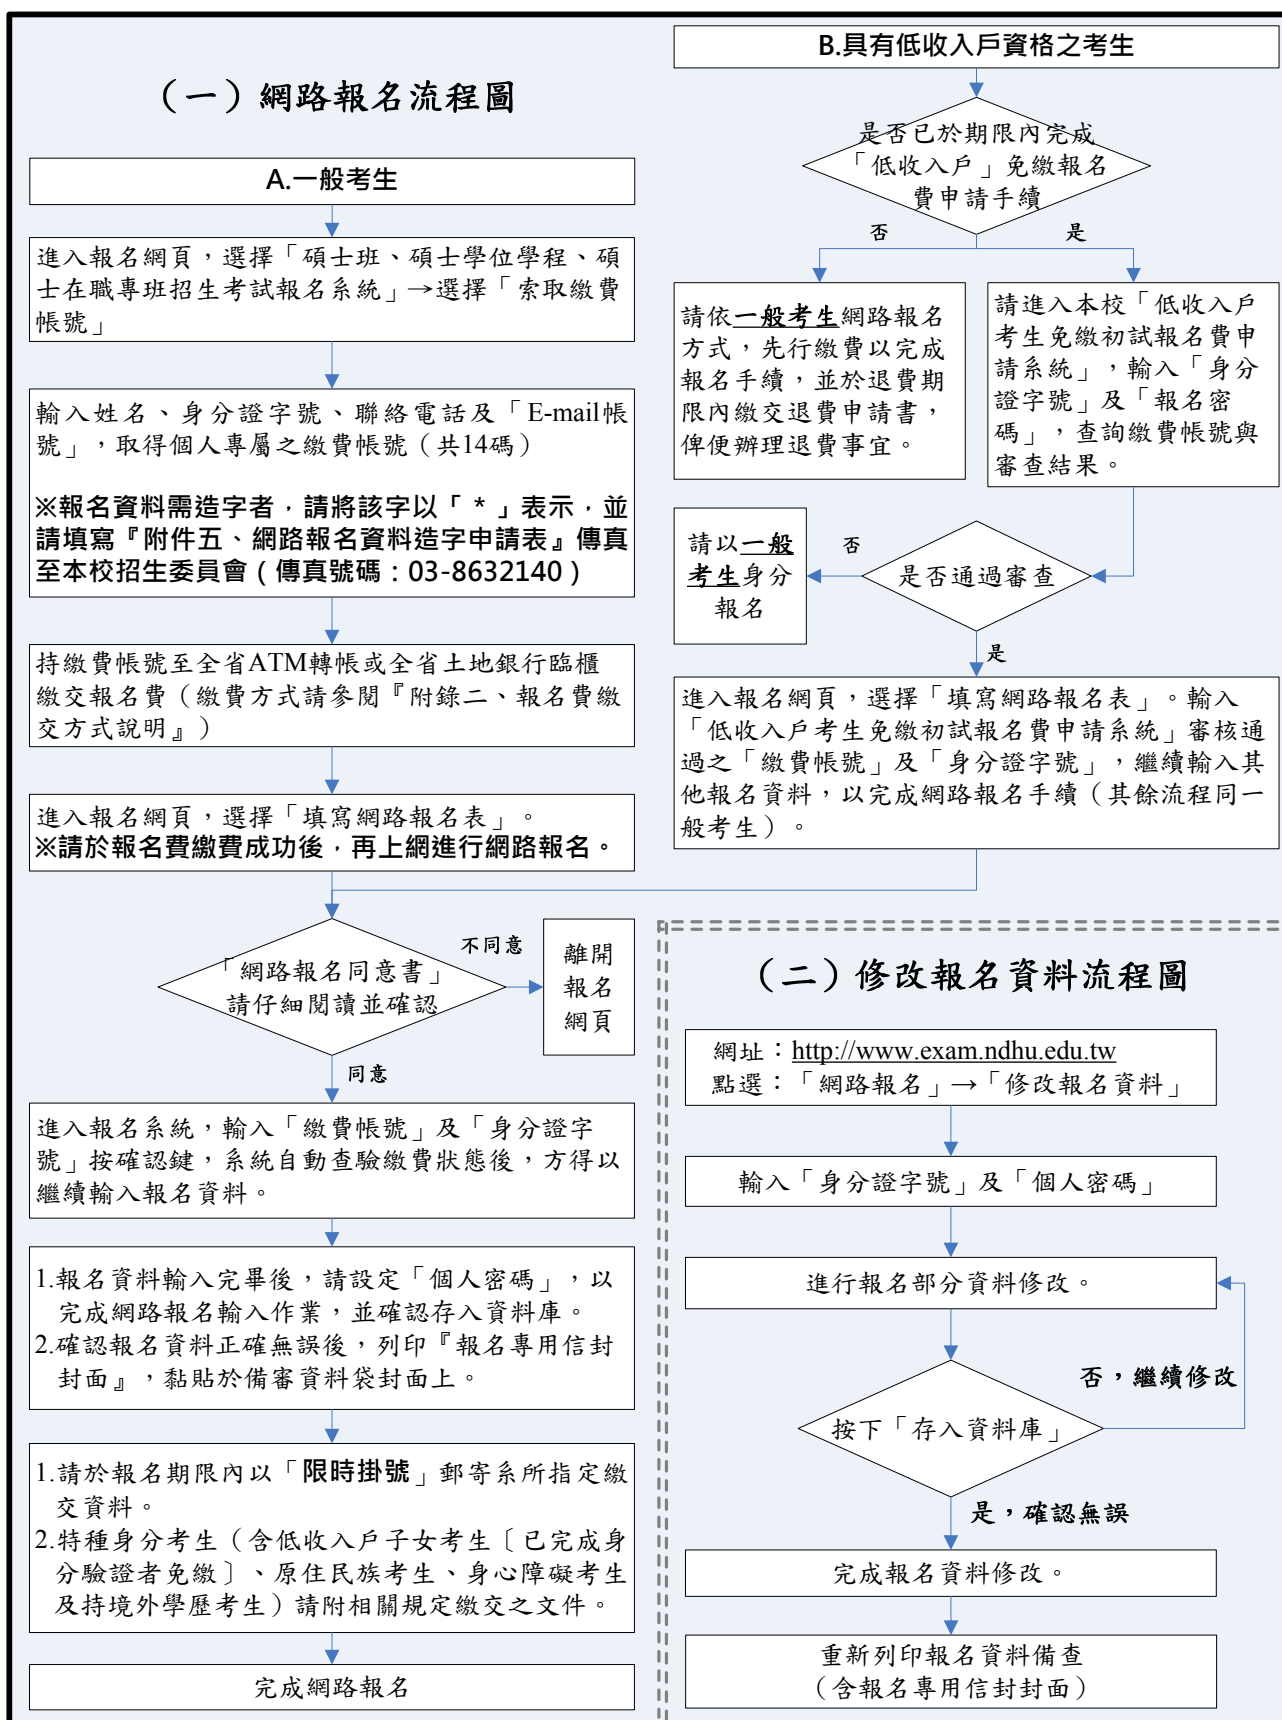 （一）網路報名流程圖
A.一般考生
進入報名網頁，選擇「碩士班、碩士學位學程、碩
士在職專班招生考試報名系統」→選擇「索取繳費
帳號」
輸入姓名、身分證字號、聯絡電話及「E-mail帳
號」，取得個人專屬之繳費帳號（共14碼）
※報名資料需造字者，請將該字以「 * 」表示，並
請填寫『附件五、網路報名資料造字申請表』傳真
至本校招生委員會（傳真號碼：03-8632140）
持繳費帳號至全省ATM轉帳或全省土地銀行臨櫃
繳交報名費（繳費方式請參閱『附錄二、報名費繳
交方式說明』）
進入報名網頁，選擇「填寫網路報名表」。
※請於報名費繳費成功後，再上網進行網路報名。
「網路報名同意書」
請仔細閱讀並確認
不同意
離開
報名
網頁
同意
進入報名系統，輸入「繳費帳號」及「身分證字
號」按確認鍵，系統自動查驗繳費狀態後，方得以
繼續輸入報名資料。
1.報名資料輸入完畢後，請設定「個人密碼」，以
完成網路報名輸入作業，並確認存入資料庫。
2.確認報名資料正確無誤後，列印『報名專用信封
封面』，黏貼於備審資料袋封面上。
1.請於報名期限內以「限時掛號」郵寄系所指定繳
交資料。
2.特種身分考生（含低收入戶子女考生〔已完成身
分驗證者免繳〕、原住民族考生、身心障礙考生
及持境外學歷考生）請附相關規定繳交之文件。
完成網路報名
B.具有低收入戶資格之考生
是否已於期限內完成
「低收入戶」免繳報名
費申請手續
否
是
請依一般考生網路報名
方式，先行繳費以完成
報名手續，並於退費期
限內繳交退費申請書，
俾便辦理退費事宜。
請進入本校「低收入戶
考生免繳初試報名費申
請系統」，輸入「身分
證字號」及「報名密
碼」，查詢繳費帳號與
審查結果。
請以一般
考生身分
報名
否
是否通過審查
是
進入報名網頁，選擇「填寫網路報名表」。輸入
「低收入戶考生免繳初試報名費申請系統」審核通
過之「繳費帳號」及「身分證字號」，繼續輸入其
他報名資料，以完成網路報名手續（其餘流程同一
般考生）。
（二）修改報名資料流程圖
網址：http://www.exam.ndhu.edu.tw
點選：「網路報名」→「修改報名資料」
輸入「身分證字號」及「個人密碼」
進行報名部分資料修改。
否，繼續修改
按下「存入資料庫」
是，確認無誤
完成報名資料修改。
重新列印報名資料備查
（含報名專用信封封面）